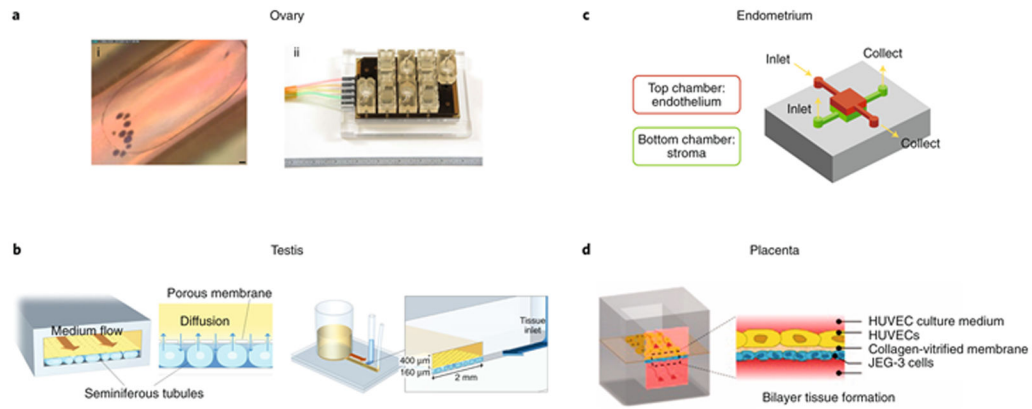 a
Ovary
i
ii
c
Endometrium
Inlet
Collect
Top chamber:
endothelium
Inlet
Bottom chamber:
stroma
Collect
b
Testis
Porous membrane
Medium flow
Diffusion
Tissue
inlet
400 µm
160 µm
2 mm
Seminiferous tubules
d
Placenta
HUVEC culture medium
HUVECs
Collagen-vitrified membrane
JEG-3 cells
Bilayer tissue formation